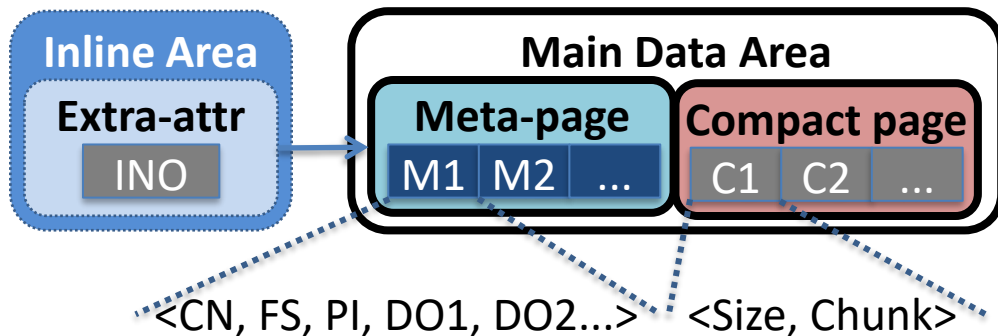 Inline Area
Extra-attr
INO
Main Data Area
Meta-page
M1 M2 ...
Compact page
C1 C2 ...
<CN, FS, PI, DO1, DO2...>
<Size, Chunk>